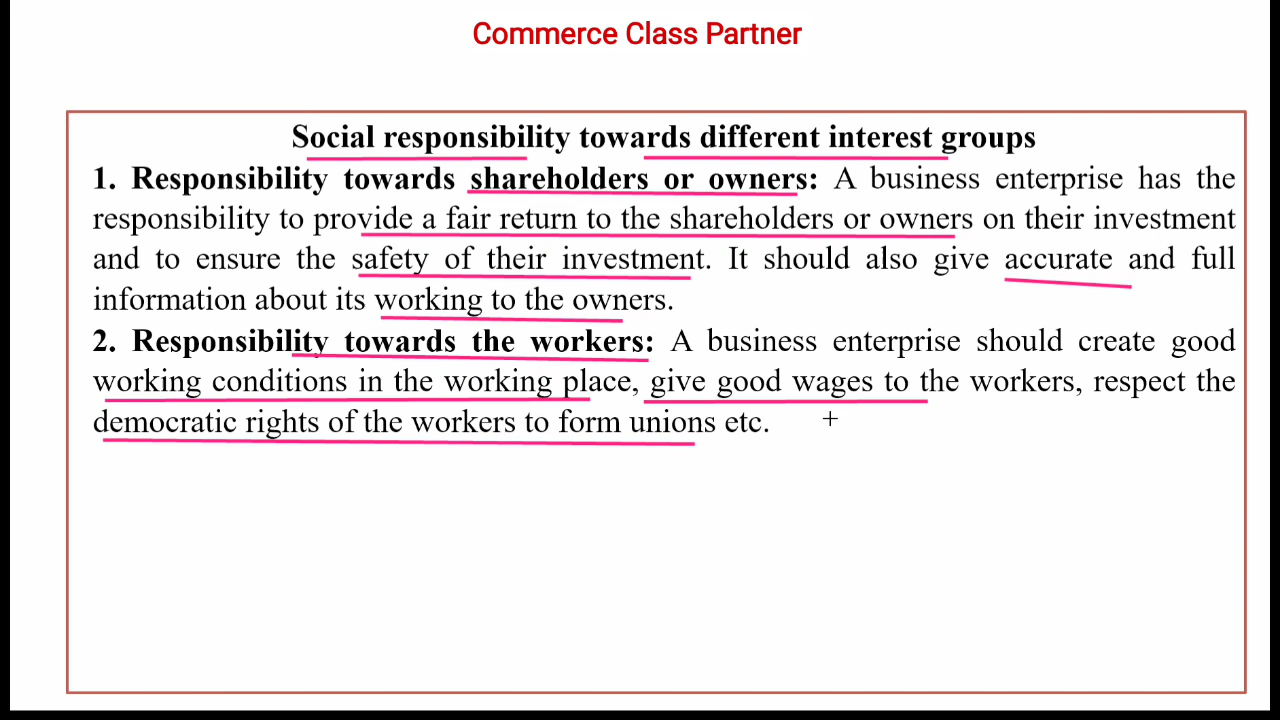 Commerce Class Partner
Social responsibility towards different interest groups
1. Responsibility towards shareholders or owners: A business enterprise has the
responsibility to provide a fair return to the shareholders or owners on their investment
and to ensure the safety of their investment. It should also give accurate and full
information about its working to the owners.
2. Responsibility towards the workers: A business enterprise should create good
working conditions in the working place, give good wages to the workers, respect the
democratic rights of the workers to form unions etc.